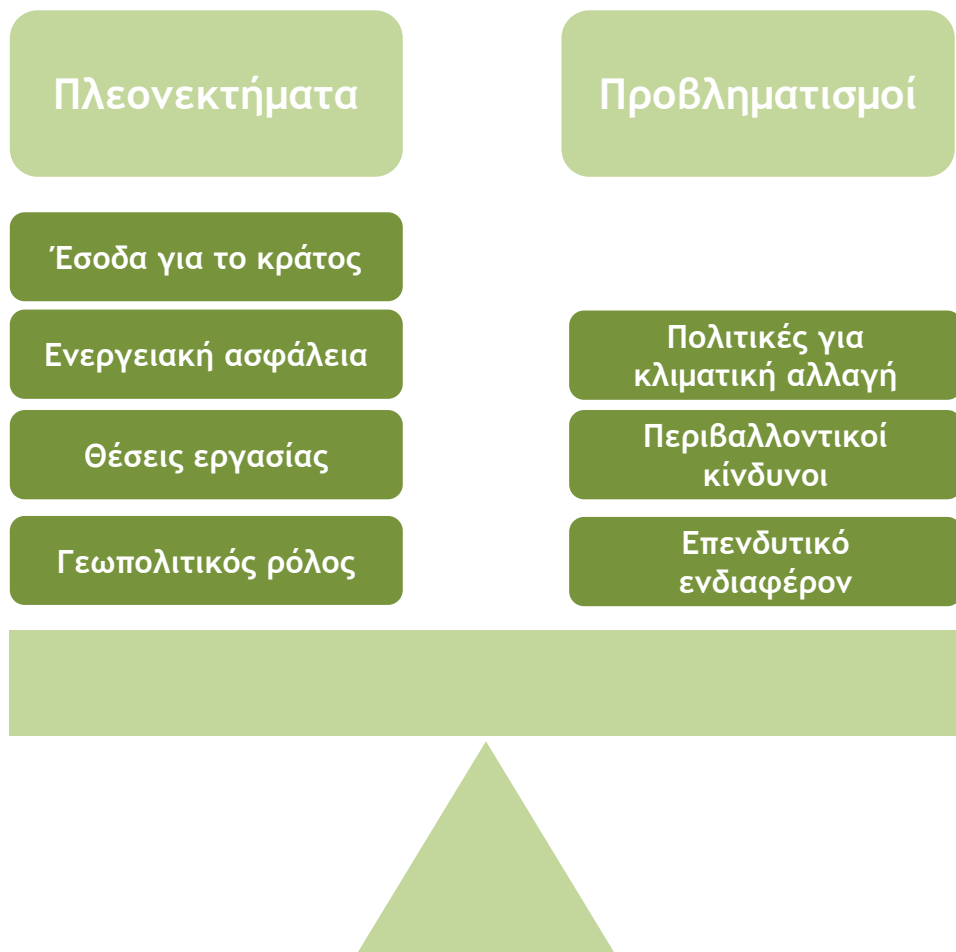 Πλεονεκτήματα
Έσοδα για το κράτος
Ενεργειακή ασφάλεια
Θέσεις εργασίας
Γεωπολιτικός ρόλος
Προβληματισμοί
Πολιτικές για
κλιματική αλλαγή
Περιβαλλοντικοί
κίνδυνοι
Επενδυτικό
ενδιαφέρον